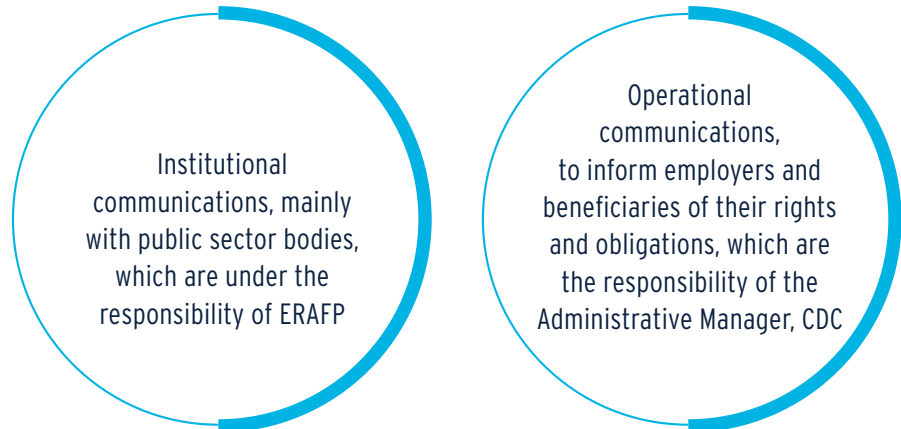 Institutional
communications, mainly
with public sector bodies,
which are under the
responsibility of ERAFP
Operational
communications,
to inform employers and
beneficiaries of their rights
and obligations, which are
the responsibility of the
Administrative Manager, CDC